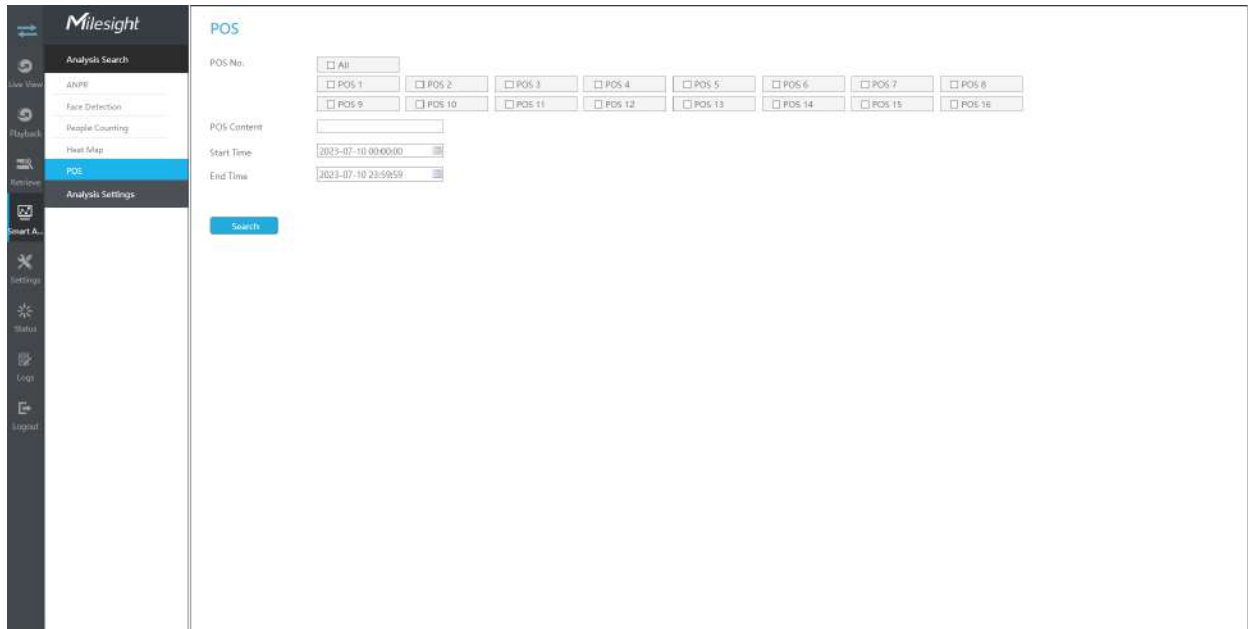 Milesight
Live View
Playback
Retrieve
Smart A...
Settings
Status
Logs
Logout
Analysis Search
ANPR
Face Detection
People Counting
Heat Map
POS
Analysis Settings
POS
POS No.
All
POS 1 POS 2 POS 3 POS 4 POS 5 POS 6 POS 7 POS 8
POS 9 POS 10 POS 11 POS 12 POS 13 POS 14 POS 15 POS 16
POS Content
Start Time 2023-07-10 00:00:00
End Time 2023-07-10 23:59:59
Search